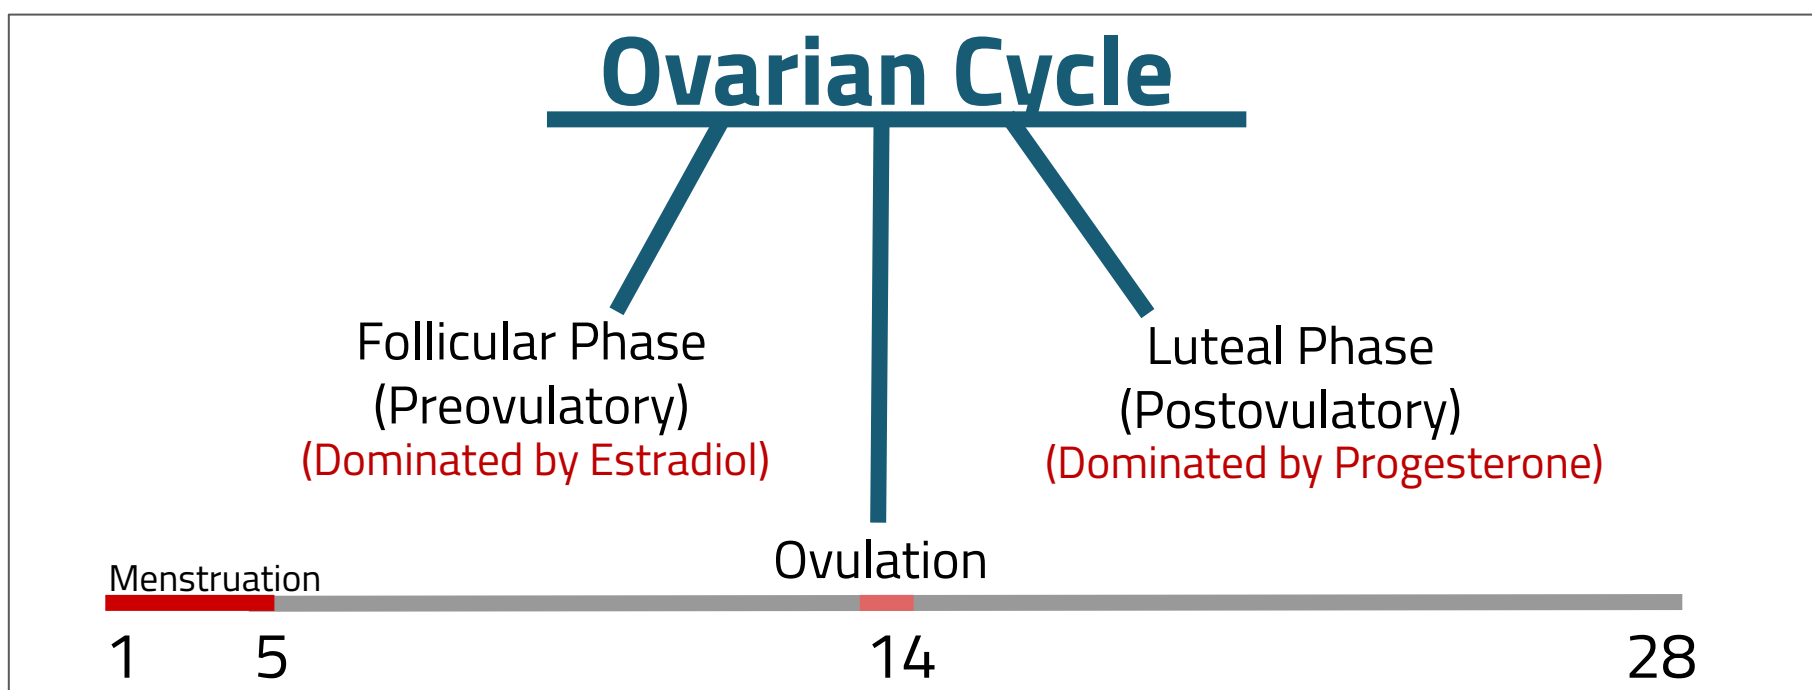 Ovarian Cycle
Follicular Phase
(Preovulatory)
(Dominated by Estradiol)
Luteal Phase
(Postovulatory)
(Dominated by Progesterone)
Ovulation
Menstruation
1 5 14 28